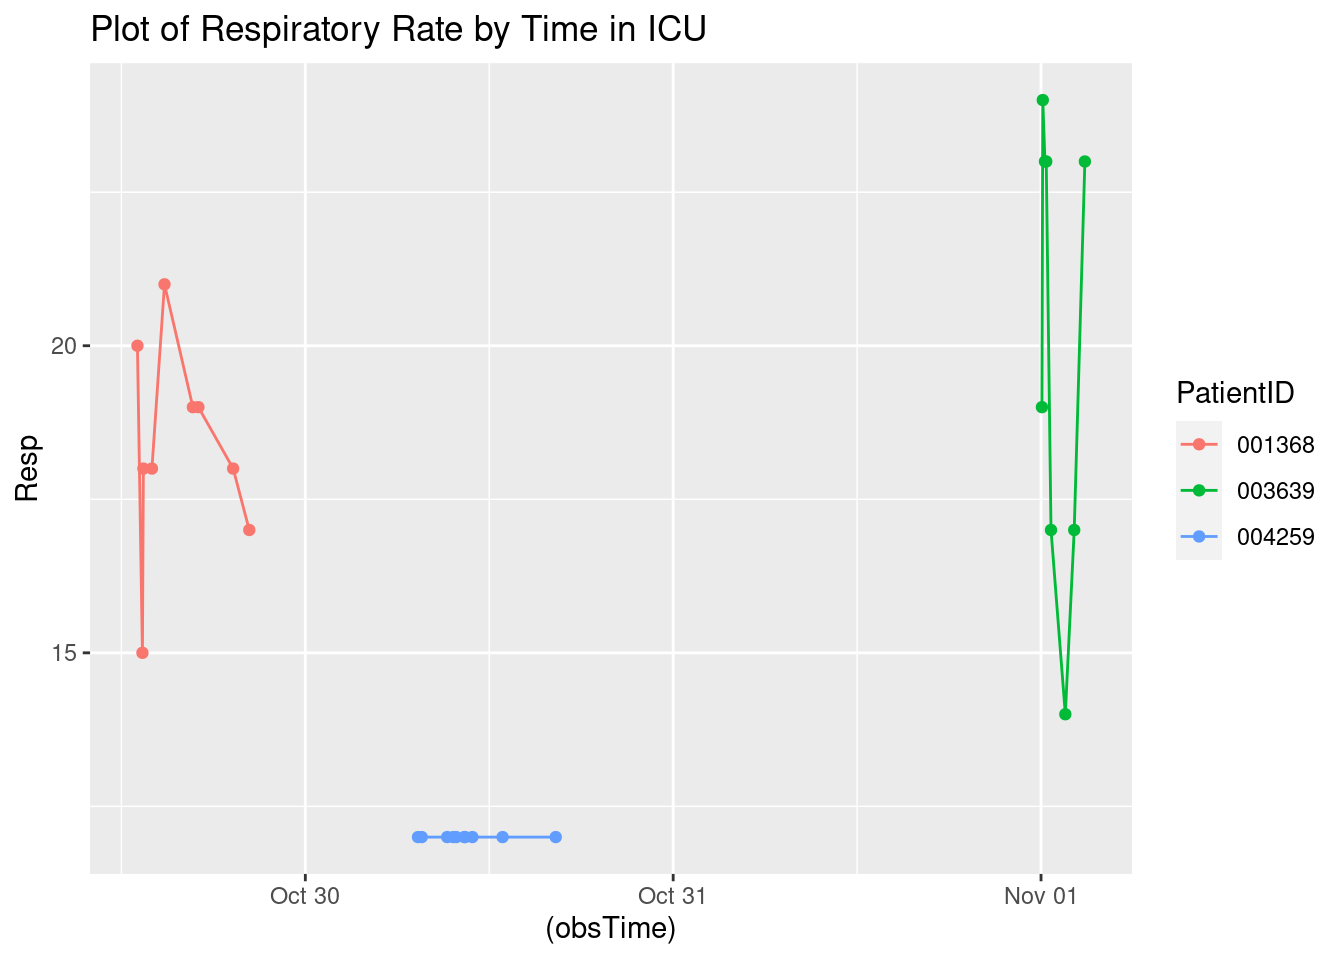 Plot of Respiratory Rate by Time in ICU
Resp
20
15
Oct 30
Oct 31
Nov 01
(obsTime)
PatientID
001368
003639
004259